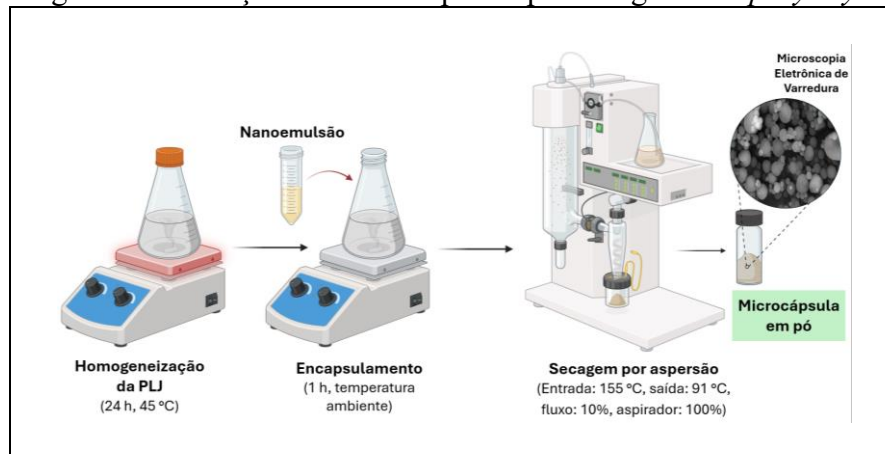 Microscopia
Eletrônica de
Varredura
Nanoemulsão
Homogeneização
da PLJ
(24 h, 45 °C)
Encapsulamento
(1 h, temperatura
ambiente)
Secagem por aspersão
(Entrada: 155 °C, saída: 91 °C,
fluxo: 10%, aspirador: 100%)
Microcápsula
em pó